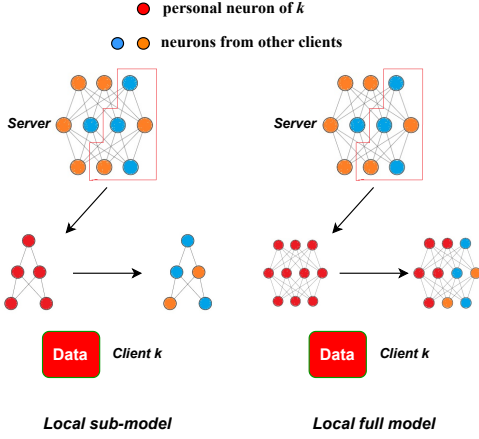 personal neuron of k
neurons from other clients
Server
Server
Data
Client k
Data
Client k
Local sub-model
Local full model